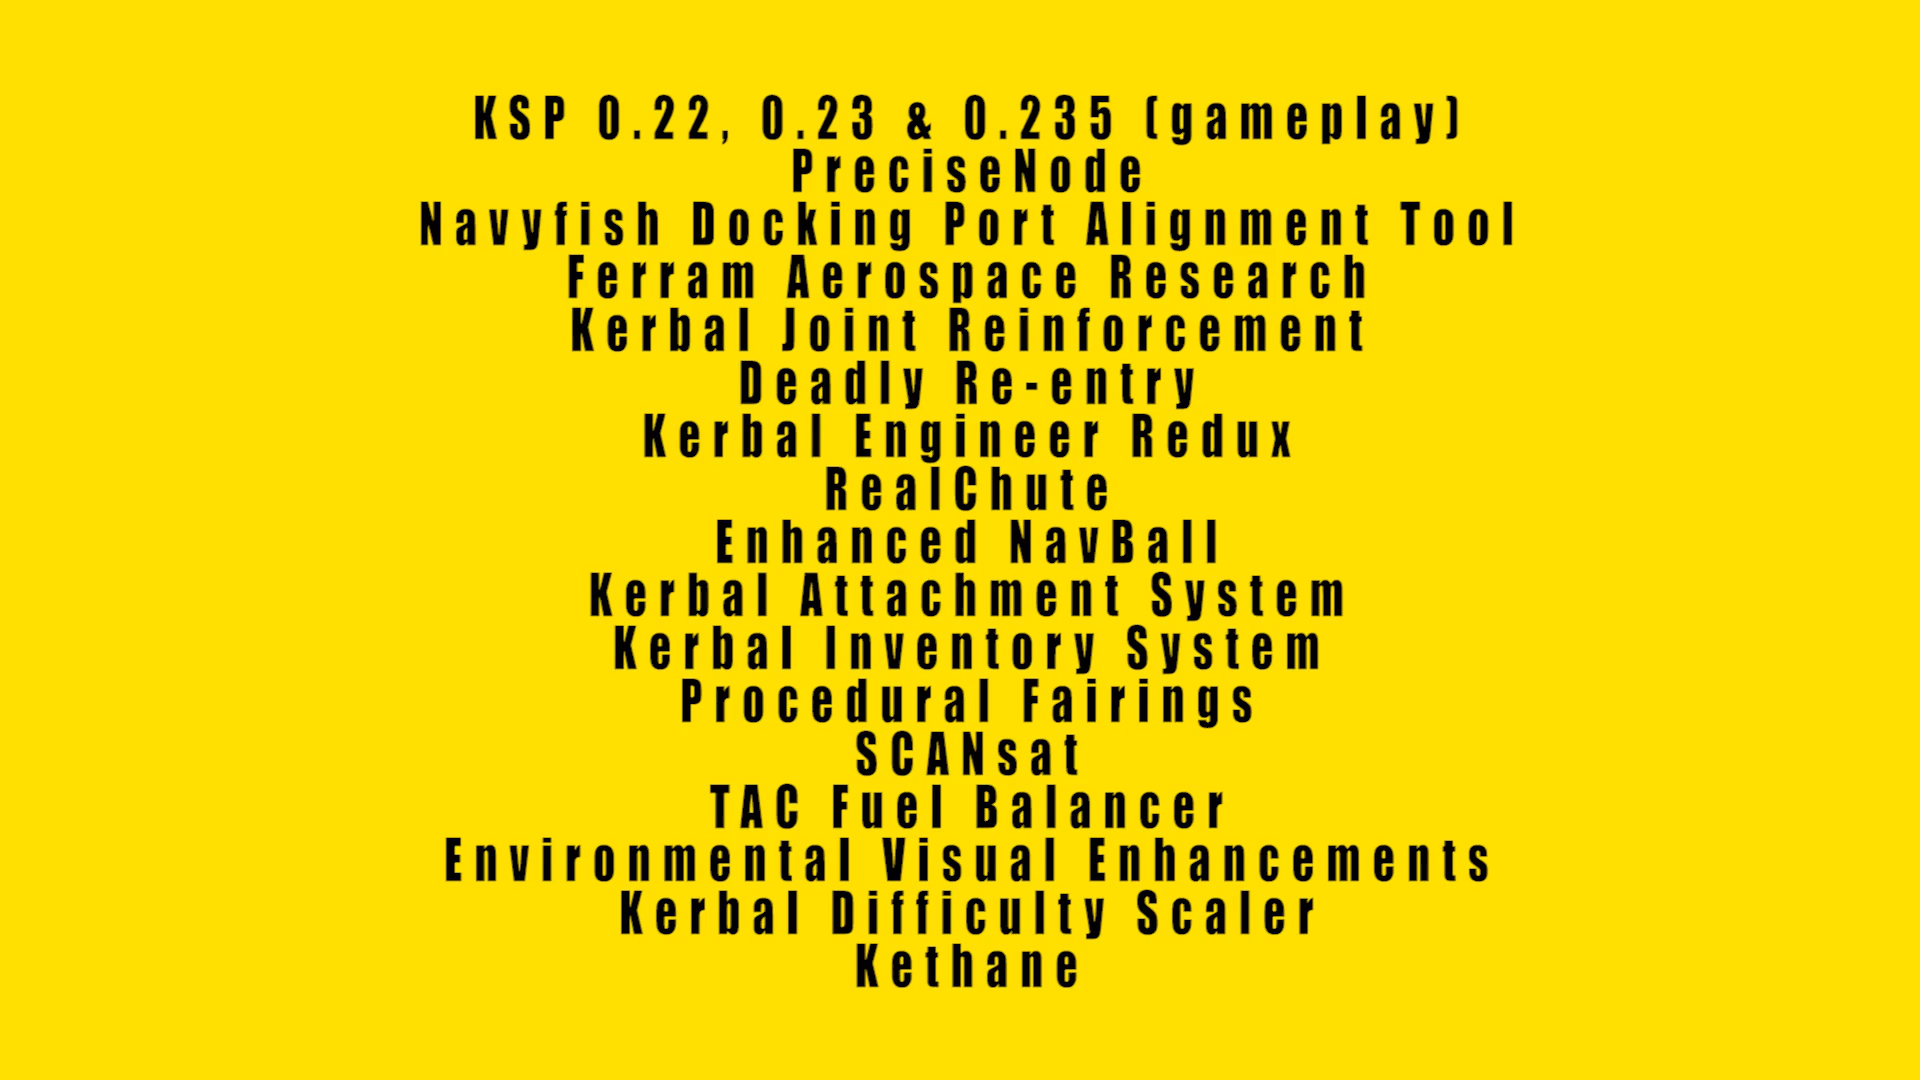 KSP 0.22, 0.23 & 0.235 (gameplay)
PreciseNode
Navyfish Docking Port Alignment Tool
Ferram Aerospace Research
Kerbal Joint Reinforcement
Deadly Re-entry
Kerbal Engineer Redux
RealChute
Enhanced NavBall
Kerbal Attachment System
Kerbal Inventory System
Procedural Fairings
SCANsat
TAC Fuel Balancer
Environmental Visual Enhancements
Kerbal Difficulty Scaler
Kethane